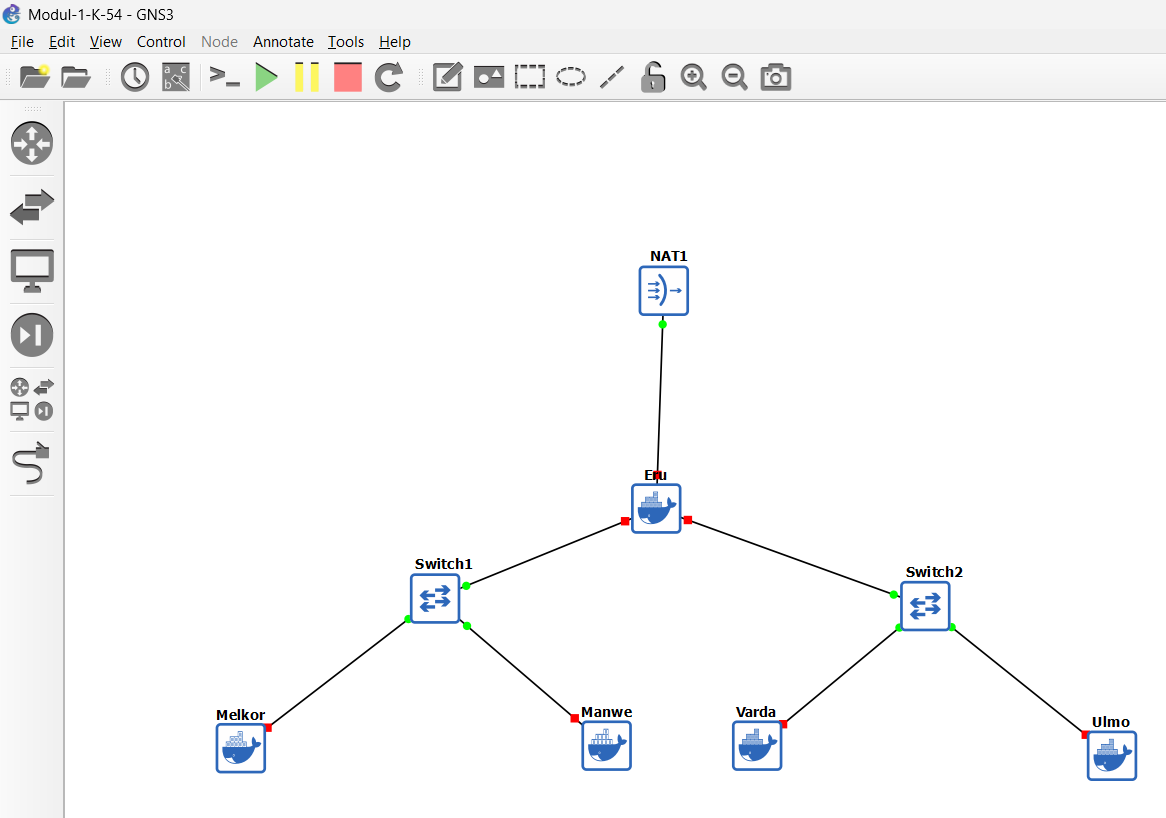 Modul-1-K-54 - GNS3
File Edit View Control Node Annotate Tools Help
a c
b
NAT1
Eru
Switch1
Switch2
Melkor
Manwe
Varda
Ulmo